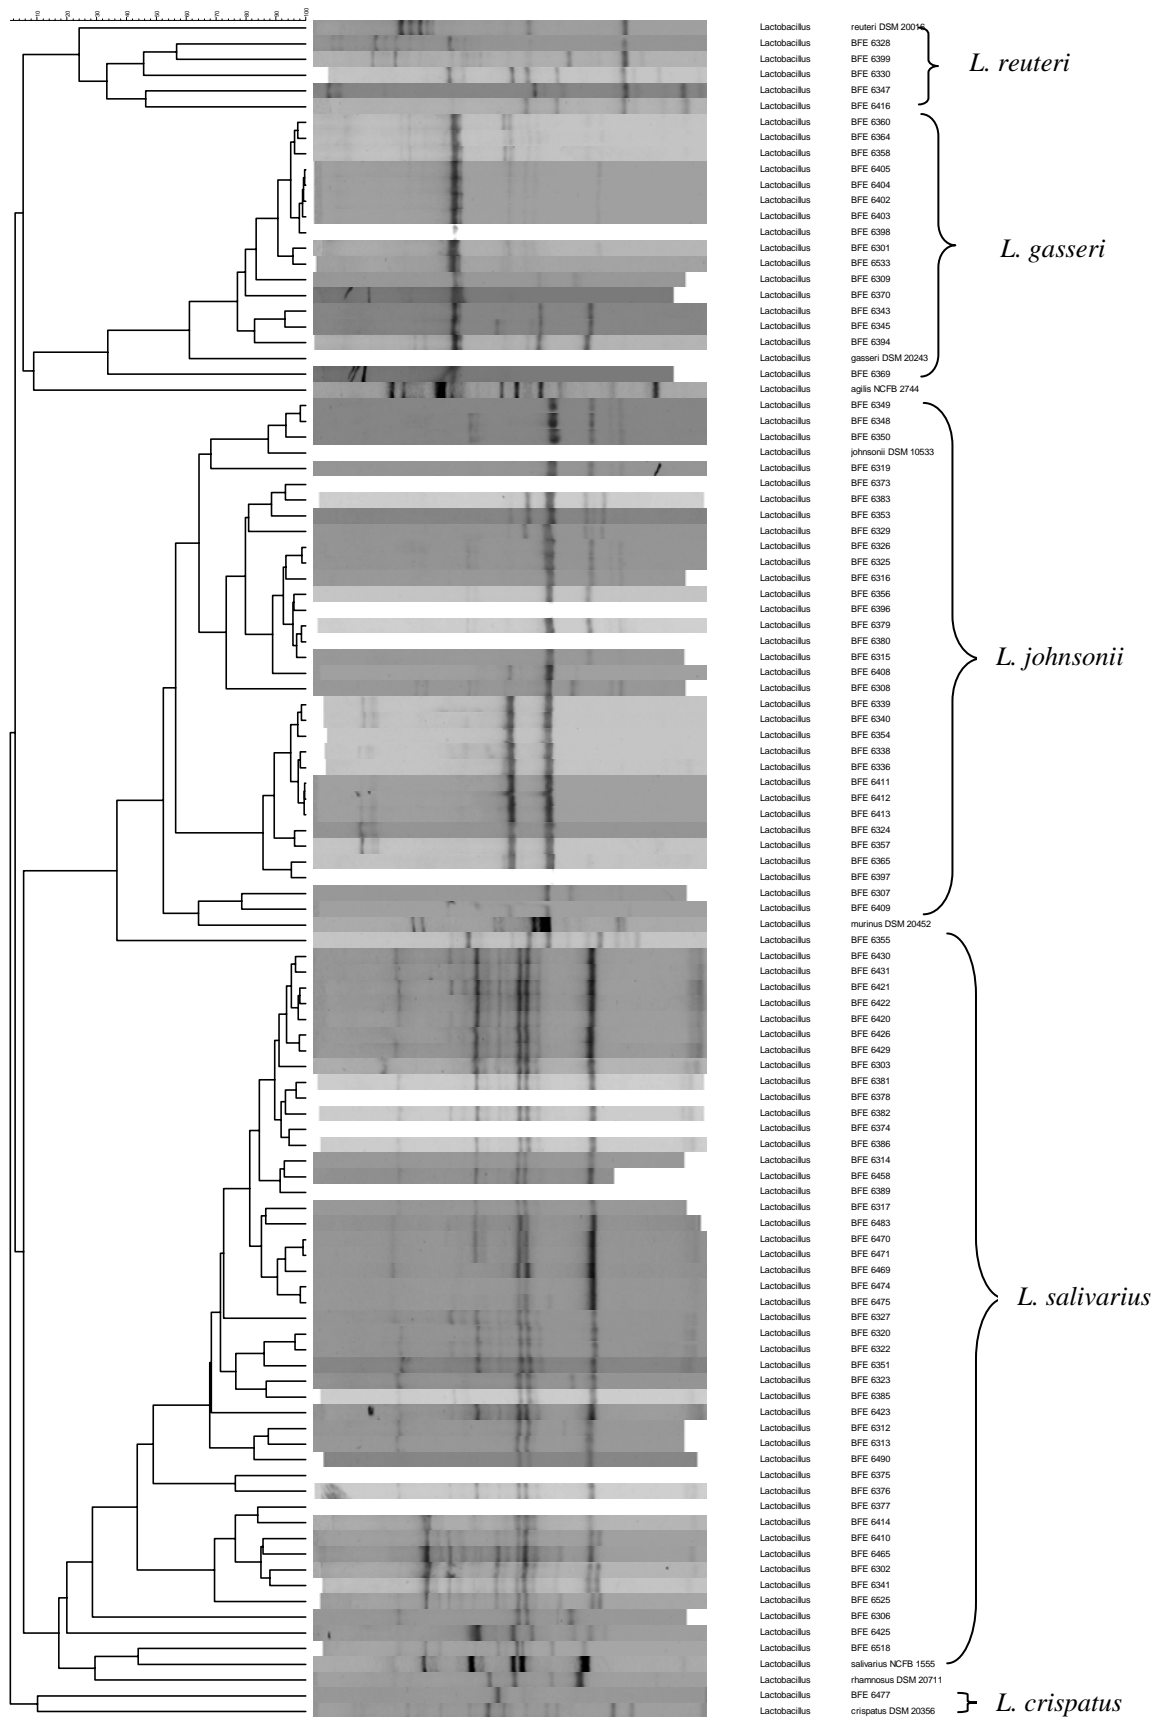 10 20 30 40 50 60 70 80 90 100
Lactobacillus reuteri DSM 20016
Lactobacillus BFE 6328
Lactobacillus BFE 6399
L. reuteri
Lactobacillus BFE 6330
Lactobacillus BFE 6347
Lactobacillus BFE 6416
Lactobacillus BFE 6360
Lactobacillus BFE 6364
Lactobacillus BFE 6358
Lactobacillus BFE 6405
Lactobacillus BFE 6404
Lactobacillus BFE 6402
Lactobacillus BFE 6403
Lactobacillus BFE 6398
Lactobacillus BFE 6301
L. gasseri
Lactobacillus BFE 6533
Lactobacillus BFE 6309
Lactobacillus BFE 6370
Lactobacillus BFE 6343
Lactobacillus BFE 6345
Lactobacillus BFE 6394
Lactobacillus gasseri DSM 20243
Lactobacillus BFE 6369
Lactobacillus agilis NCFB 2744
Lactobacillus BFE 6349
Lactobacillus BFE 6348
Lactobacillus BFE 6350
Lactobacillus johnsonii DSM 10533
Lactobacillus BFE 6319
Lactobacillus BFE 6373
Lactobacillus BFE 6383
Lactobacillus BFE 6353
Lactobacillus BFE 6329
Lactobacillus BFE 6326
Lactobacillus BFE 6325
Lactobacillus BFE 6316
Lactobacillus BFE 6356
Lactobacillus BFE 6396
Lactobacillus BFE 6379
Lactobacillus BFE 6380
Lactobacillus BFE 6315
L. johnsonii
Lactobacillus BFE 6408
Lactobacillus BFE 6308
Lactobacillus BFE 6339
Lactobacillus BFE 6340
Lactobacillus BFE 6354
Lactobacillus BFE 6338
Lactobacillus BFE 6336
Lactobacillus BFE 6411
Lactobacillus BFE 6412
Lactobacillus BFE 6413
Lactobacillus BFE 6324
Lactobacillus BFE 6357
Lactobacillus BFE 6365
Lactobacillus BFE 6397
Lactobacillus BFE 6307
Lactobacillus BFE 6409
Lactobacillus murinus DSM 20452
Lactobacillus BFE 6355
Lactobacillus BFE 6430
Lactobacillus BFE 6431
Lactobacillus BFE 6421
Lactobacillus BFE 6422
Lactobacillus BFE 6420
Lactobacillus BFE 6426
Lactobacillus BFE 6429
Lactobacillus BFE 6303
Lactobacillus BFE 6381
Lactobacillus BFE 6378
Lactobacillus BFE 6382
Lactobacillus BFE 6374
Lactobacillus BFE 6386
Lactobacillus BFE 6314
Lactobacillus BFE 6458
Lactobacillus BFE 6389
Lactobacillus BFE 6317
Lactobacillus BFE 6483
Lactobacillus BFE 6470
Lactobacillus BFE 6471
Lactobacillus BFE 6469
Lactobacillus BFE 6474
L. salivarius
Lactobacillus BFE 6475
Lactobacillus BFE 6327
Lactobacillus BFE 6320
Lactobacillus BFE 6322
Lactobacillus BFE 6351
Lactobacillus BFE 6323
Lactobacillus BFE 6385
Lactobacillus BFE 6423
Lactobacillus BFE 6312
Lactobacillus BFE 6313
Lactobacillus BFE 6490
Lactobacillus BFE 6375
Lactobacillus BFE 6376
Lactobacillus BFE 6377
Lactobacillus BFE 6414
Lactobacillus BFE 6410
Lactobacillus BFE 6465
Lactobacillus BFE 6302
Lactobacillus BFE 6341
Lactobacillus BFE 6525
Lactobacillus BFE 6306
Lactobacillus BFE 6425
Lactobacillus BFE 6518
Lactobacillus salivarius NCFB 1555
Lactobacillus rhamnosus DSM 20711
Lactobacillus BFE 6477
L. crispatus
Lactobacillus crispatus DSM 20356